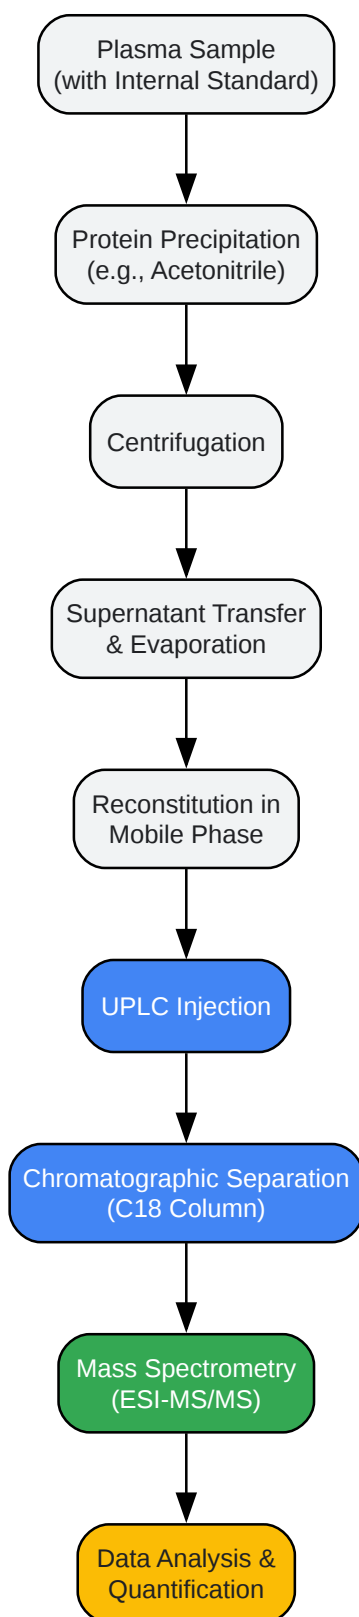 Plasma Sample
(with Internal Standard)
Protein Precipitation
(e.g., Acetonitrile)
Centrifugation
Supernatant Transfer
& Evaporation
Reconstitution in
Mobile Phase
UPLC Injection
Chromatographic Separation
(C18 Column)
Mass Spectrometry
(ESI-MS/MS)
Data Analysis &
Quantification